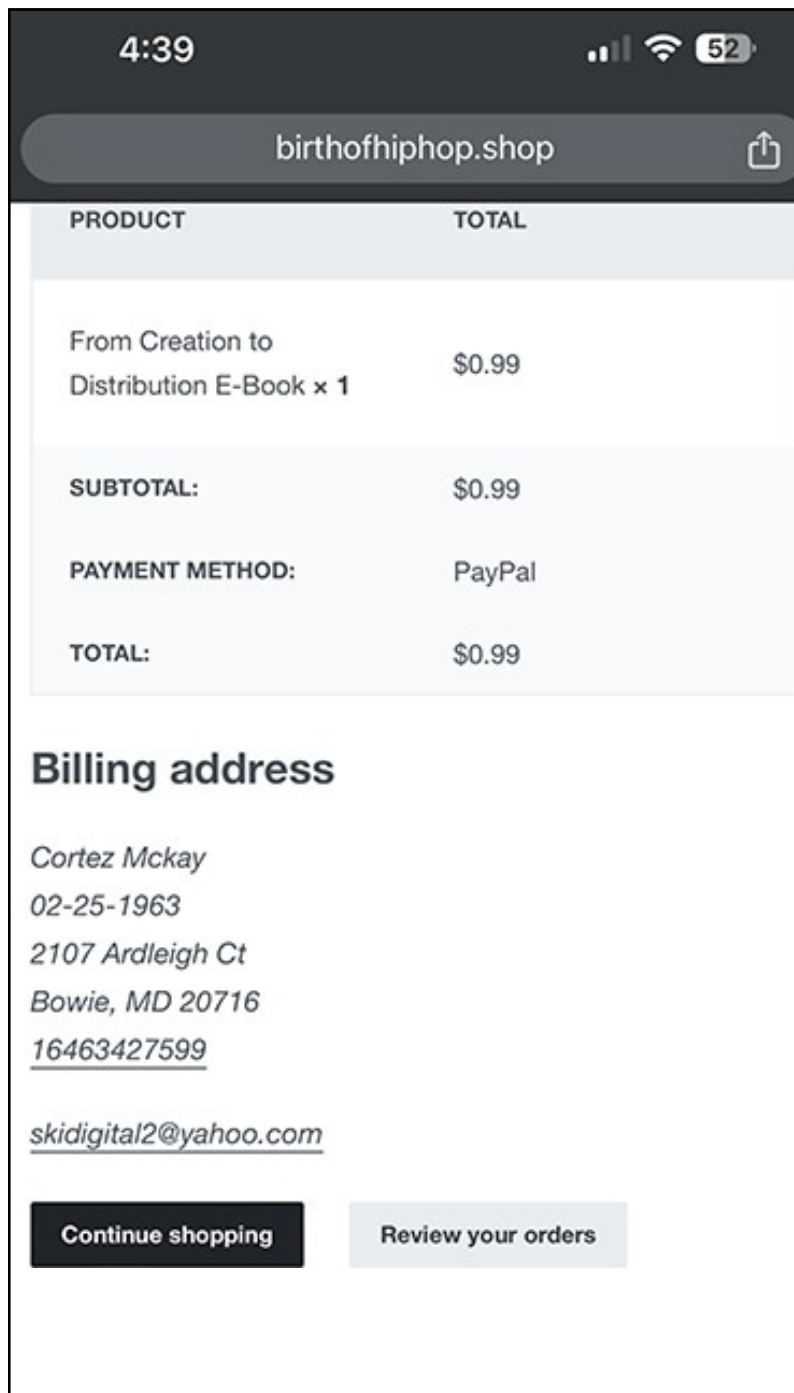 4:39 52
birthofhiphop.shop
PRODUCT TOTAL
From Creation to
Distribution E-Book × 1 $0.99
SUBTOTAL: $0.99
PAYMENT METHOD: PayPal
TOTAL: $0.99
Billing address
Cortez Mckay
02-25-1963
2107 Ardleigh Ct
Bowie, MD 20716
16463427599
skidigital2@yahoo.com
Continue shopping Review your orders